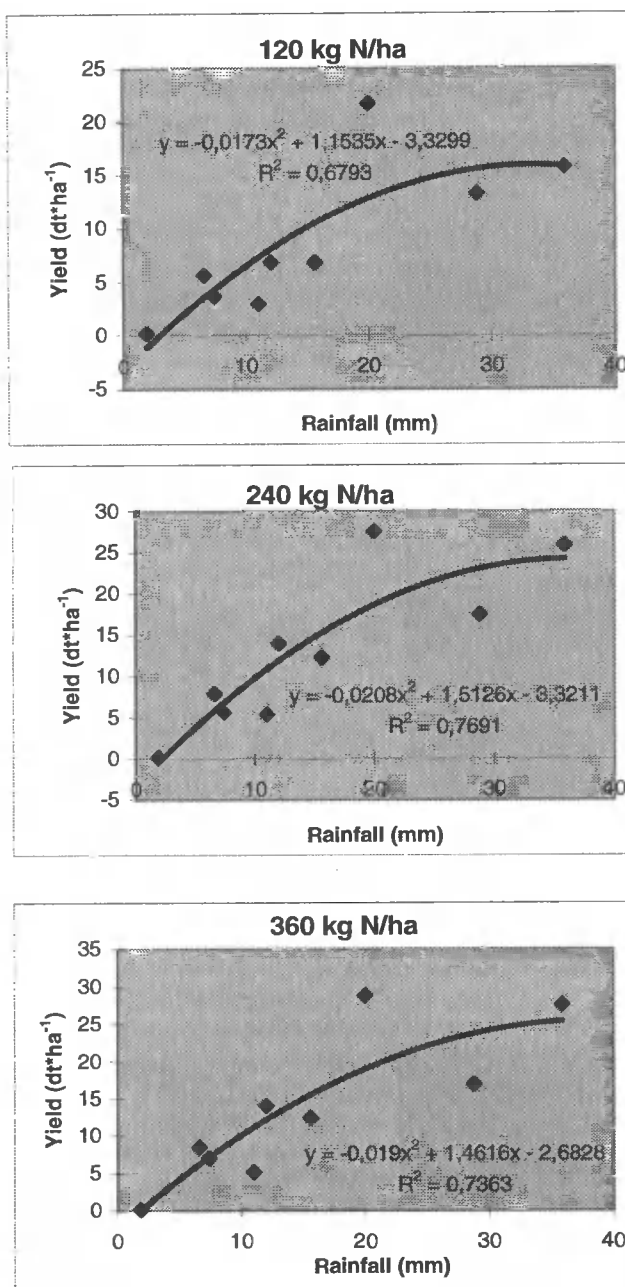 120 kg N/ha
25
20
15
10
5
0
-5
y = -0,0173x² + 1,1535x - 3,3299
R² = 0,6793
Yield (dt*ha⁻¹)
0 10 20 30 40
Rainfall (mm)
240 kg N/ha
30
25
20
15
10
5
0
-5
y = -0,0208x² + 1,5126x - 3,3211
R² = 0,7691
Yield (dt*ha⁻¹)
0 10 20 30 40
Rainfall (mm)
360 kg N/ha
35
30
25
20
15
10
5
0
y = -0,019x² + 1,4616x - 2,6828
R² = 0,7363
Yield (dt*ha⁻¹)
0 10 20 30 40
Rainfall (mm)